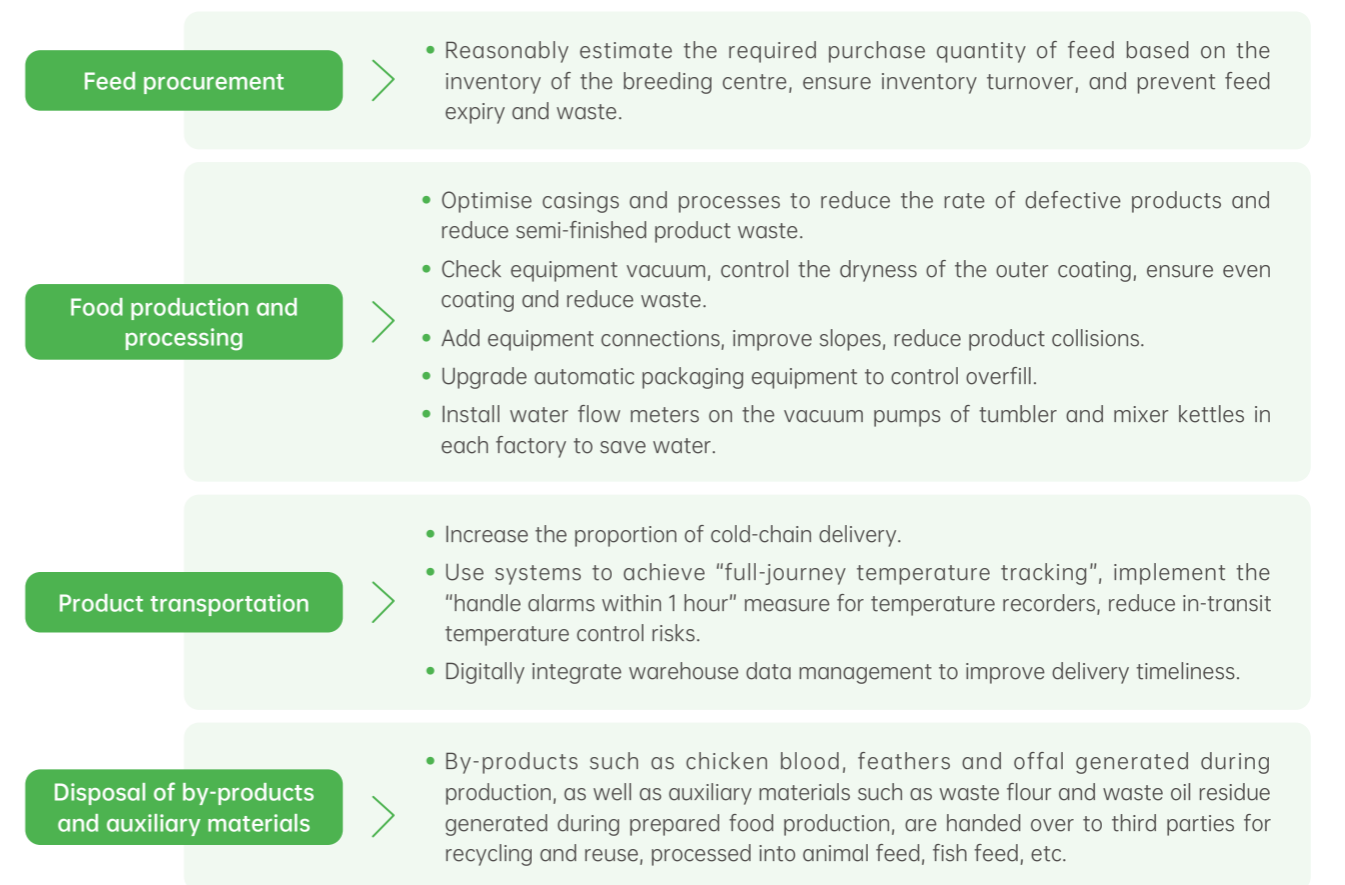 Feed procurement
• Reasonably estimate the required purchase quantity of feed based on the
inventory of the breeding centre, ensure inventory turnover, and prevent feed
expiry and waste.
Food production and
processing
• Optimise casings and processes to reduce the rate of defective products and
reduce semi-finished product waste.
• Check equipment vacuum, control the dryness of the outer coating, ensure even
coating and reduce waste.
• Add equipment connections, improve slopes, reduce product collisions.
• Upgrade automatic packaging equipment to control overfill.
• Install water flow meters on the vacuum pumps of tumbler and mixer kettles in
each factory to save water.
Product transportation
• Increase the proportion of cold-chain delivery.
• Use systems to achieve “full-journey temperature tracking”, implement the
“handle alarms within 1 hour” measure for temperature recorders, reduce in-transit
temperature control risks.
• Digitally integrate warehouse data management to improve delivery timeliness.
Disposal of by-products
and auxiliary materials
• By-products such as chicken blood, feathers and offal generated during
production, as well as auxiliary materials such as waste flour and waste oil residue
generated during prepared food production, are handed over to third parties for
recycling and reuse, processed into animal feed, fish feed, etc.